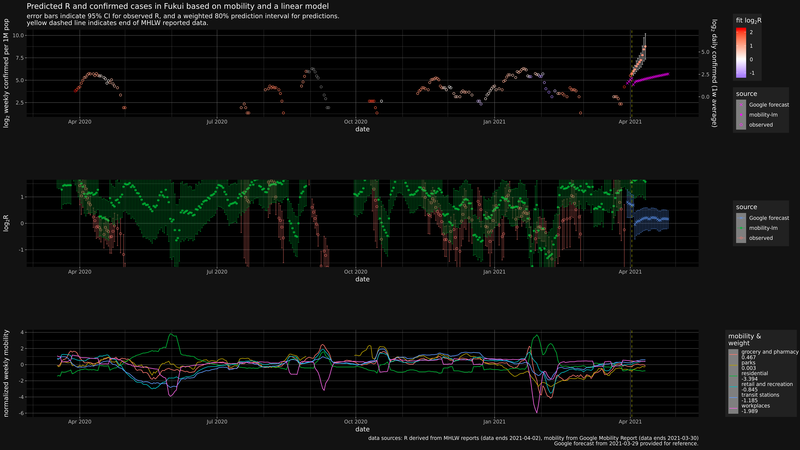 Predicted R and confirmed cases in Fukui based on mobility and a linear model
error bars indicate 95% CI for observed R, and a weighted 80% prediction interval for predictions.
yellow dashed line indicates end of MHLW reported data.
log₂ weekly confirmed per 1M pop
10.0
7.5
5.0
2.5
5.0
2.5
0.0
log₂ daily confirmed (1w average)
Apr 2020
Jul 2020
Oct 2020
Jan 2021
Apr 2021
date
fit log₂R
2
1
0
-1
source
Google forecast
mobility-lm
observed
log₂R
1
0
-1
Apr 2020
Jul 2020
Oct 2020
Jan 2021
Apr 2021
date
source
Google forecast
mobility-lm
observed
normalized weekly mobility
4
2
0
-2
-4
-6
Apr 2020
Jul 2020
Oct 2020
Jan 2021
Apr 2021
date
mobility &
weight
grocery and pharmacy
0.467
parks
0.003
residential
-3.394
retail and recreation
-0.845
transit stations
-1.185
workplaces
-1.989
data sources: R derived from MHLW reports (data ends 2021-04-02), mobility from Google Mobility Report (data ends 2021-03-30)
Google forecast from 2021-03-29 provided for reference.